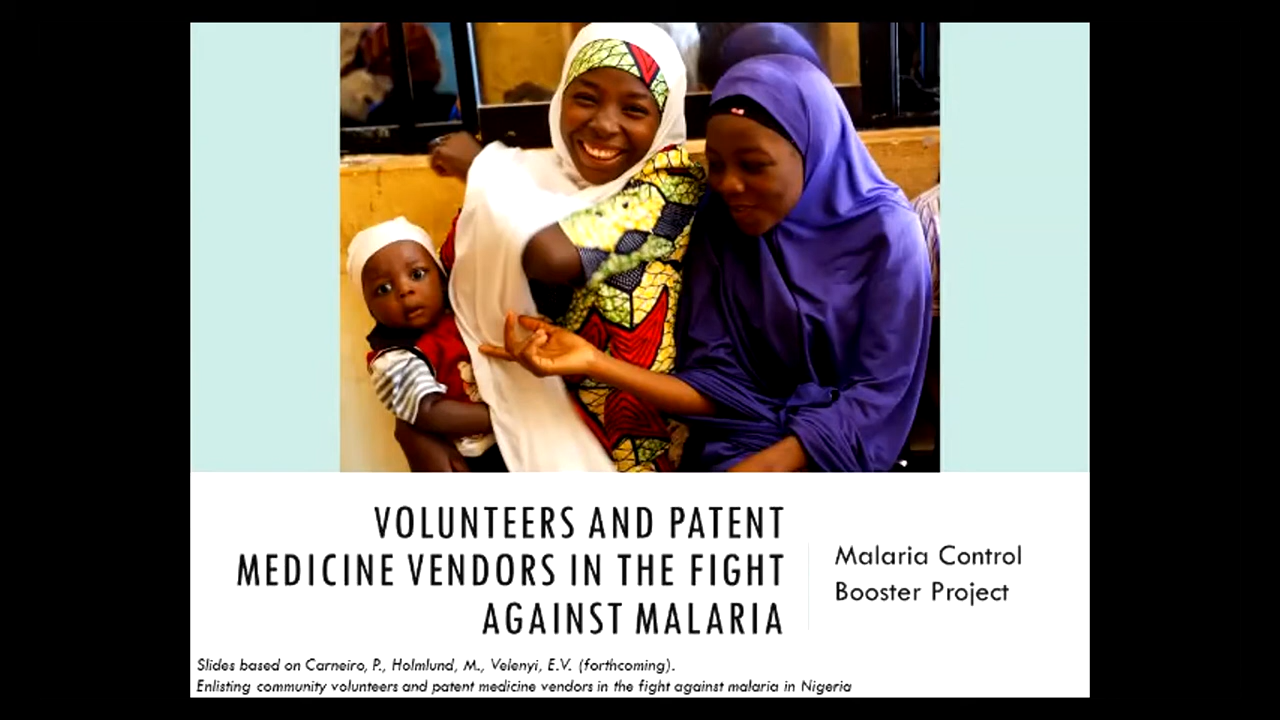 VOLUNTEERS AND PATENT
MEDICINE VENDORS IN THE FIGHT
AGAINST MALARIA
Malaria Control
Booster Project
Slides based on Carneiro, P., Holmlund, M., Velenyi, E.V. (forthcoming).
Enlisting community volunteers and patent medicine vendors in the fight against malaria in Nigeria